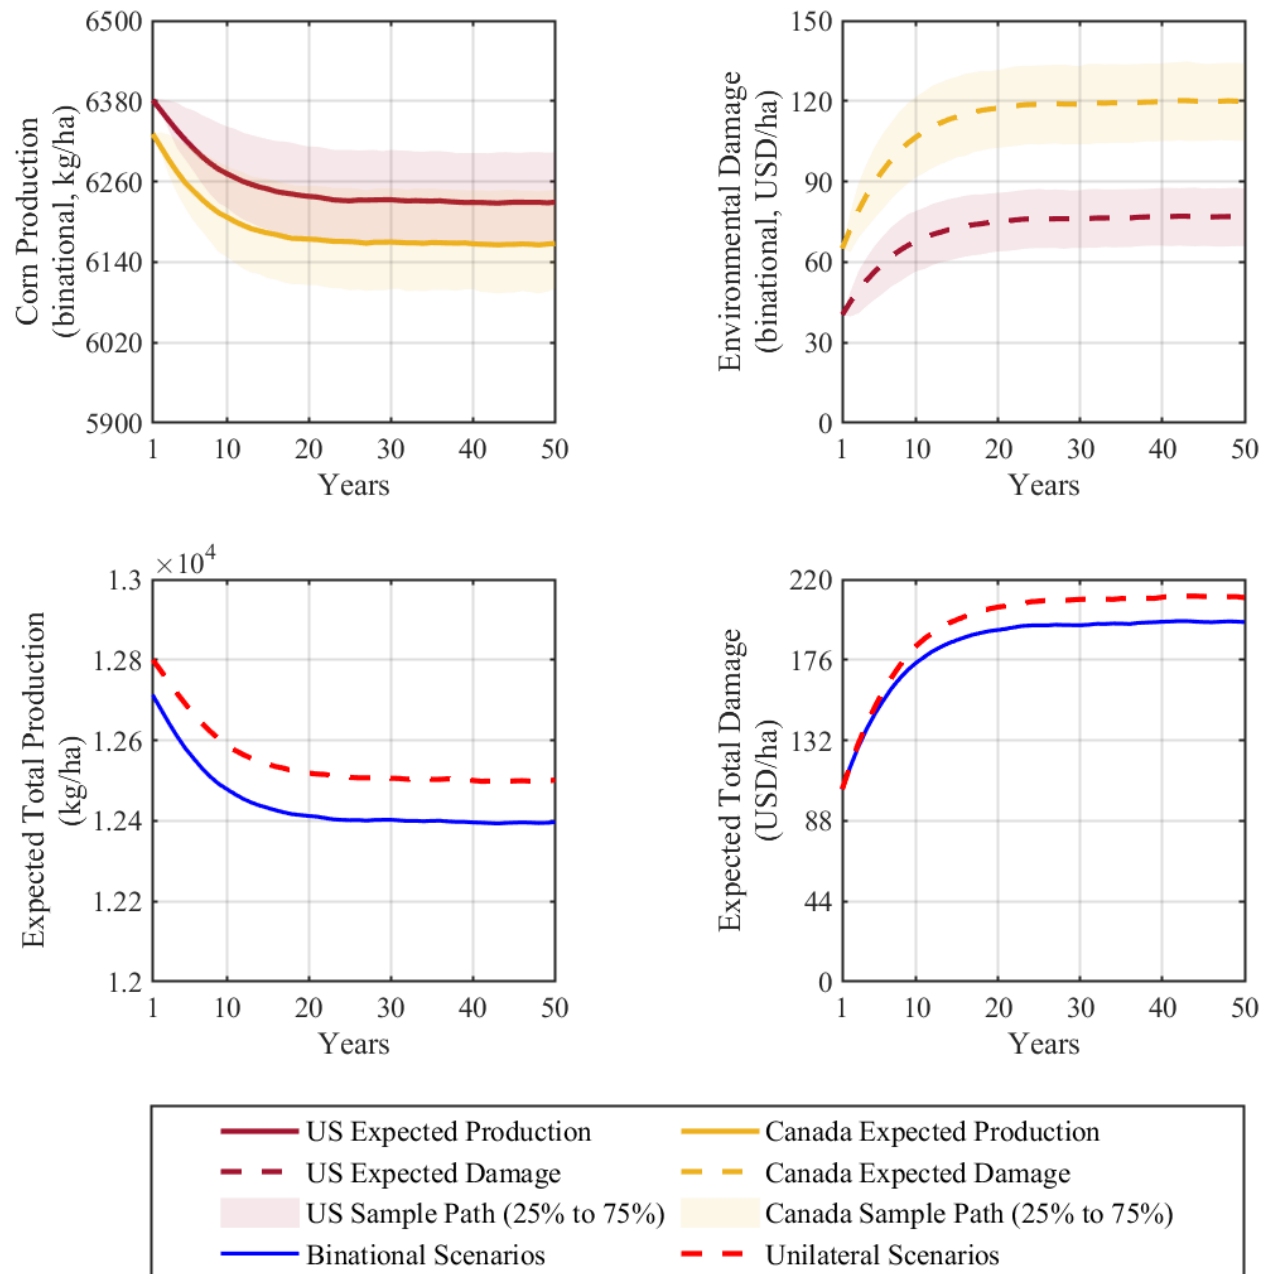 6500
6380
6260
6140
6020
5900
1 10 20 30 40 50
Years
Corn Production
(binational, kg/ha)
150
120
90
60
30
0
1 10 20 30 40 50
Years
Environmental Damage
(binational, USD/ha)
×10^4
1.3
1.28
1.26
1.24
1.22
1.2
1 10 20 30 40 50
Years
Expected Total Production
(kg/ha)
220
176
132
88
44
0
1 10 20 30 40 50
Years
Expected Total Damage
(USD/ha)
US Expected Production
Canada Expected Production
US Expected Damage
Canada Expected Damage
US Sample Path (25% to 75%)
Canada Sample Path (25% to 75%)
Binational Scenarios
Unilateral Scenarios